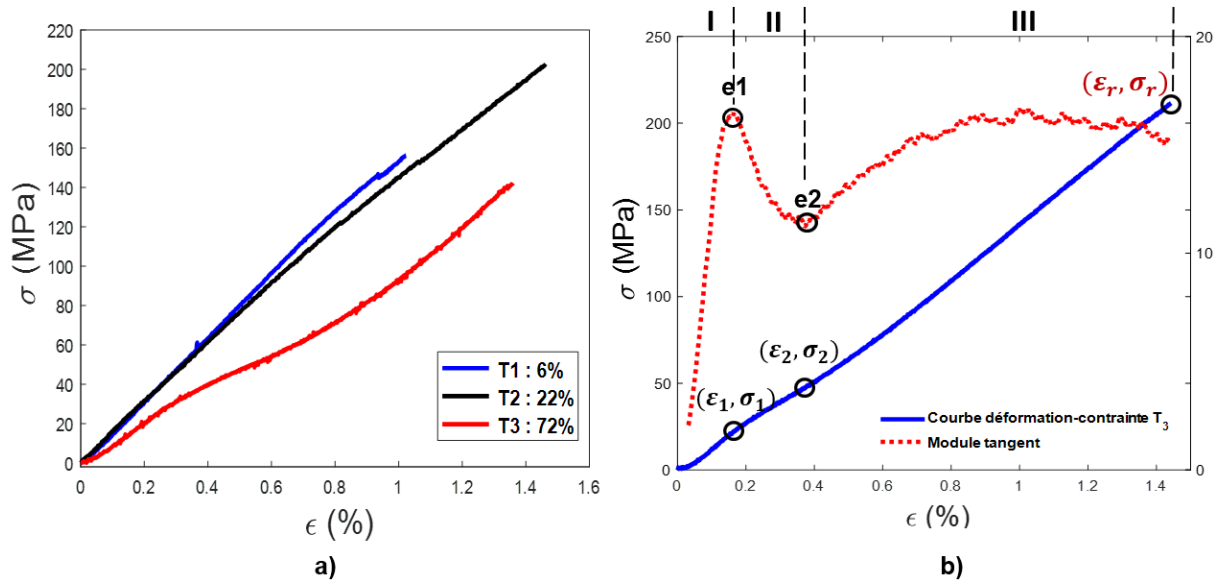 220
200
180
160
140
120
100
80
60
40
20
0
σ (MPa)
0 0.2 0.4 0.6 0.8 1 1.2 1.4 1.6
ϵ (%)
T1 : 6%
T2 : 22%
T3 : 72%
a)
I II III
250
200
150
100
50
0
σ (MPa)
20
10
0
e1
e2
(εr, σr)
(ε2, σ2)
(ε1, σ1)
Courbe déformation-contrainte T3
Module tangent
0 0.2 0.4 0.6 0.8 1 1.2 1.4
ϵ (%)
b)